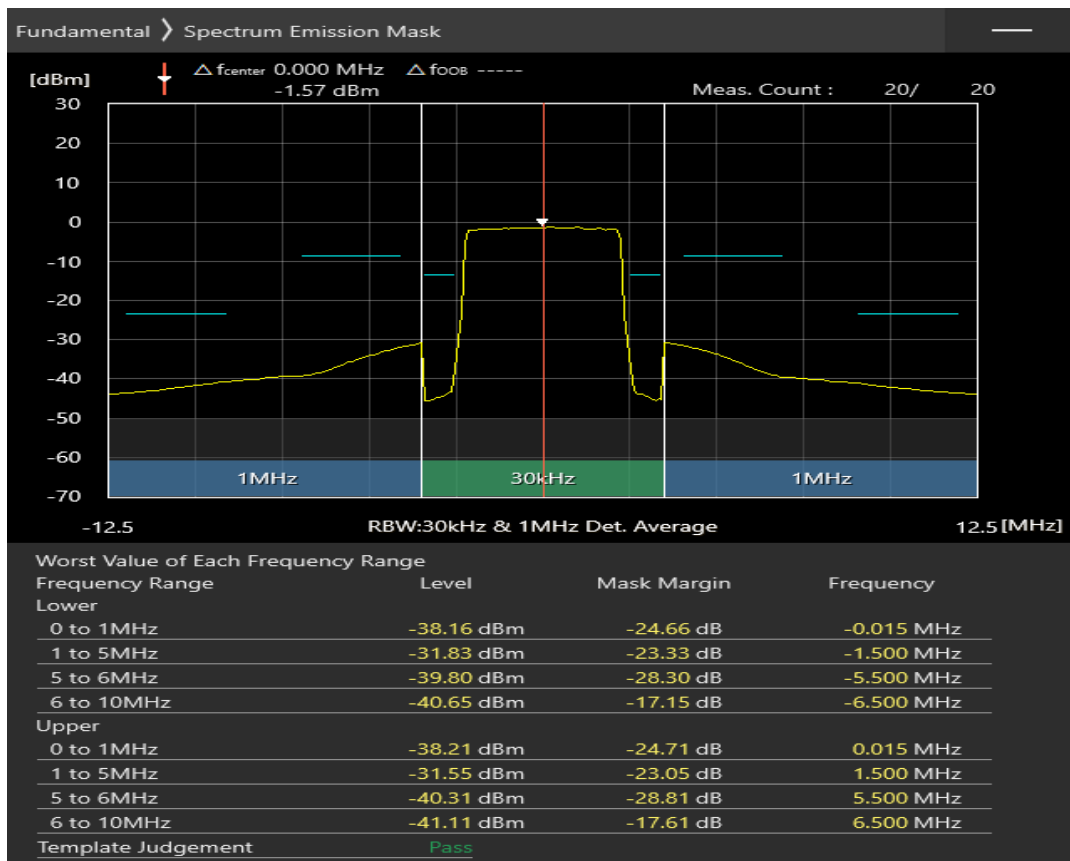 Fundamental ❯ Spectrum Emission Mask
[dBm] △ fcenter 0.000 MHz △ fOOB -----
-1.57 dBm Meas. Count : 20/ 20
30
20
10
0
-10
-20
-30
-40
-50
-60
1MHz 30kHz 1MHz
-70
-12.5 RBW:30kHz & 1MHz Det. Average 12.5 [MHz]
Worst Value of Each Frequency Range
Frequency Range Level Mask Margin Frequency
Lower
0 to 1MHz -38.16 dBm -24.66 dB -0.015 MHz
1 to 5MHz -31.83 dBm -23.33 dB -1.500 MHz
5 to 6MHz -39.80 dBm -28.30 dB -5.500 MHz
6 to 10MHz -40.65 dBm -17.15 dB -6.500 MHz
Upper
0 to 1MHz -38.21 dBm -24.71 dB 0.015 MHz
1 to 5MHz -31.55 dBm -23.05 dB 1.500 MHz
5 to 6MHz -40.31 dBm -28.81 dB 5.500 MHz
6 to 10MHz -41.11 dBm -17.61 dB 6.500 MHz
Template Judgement Pass